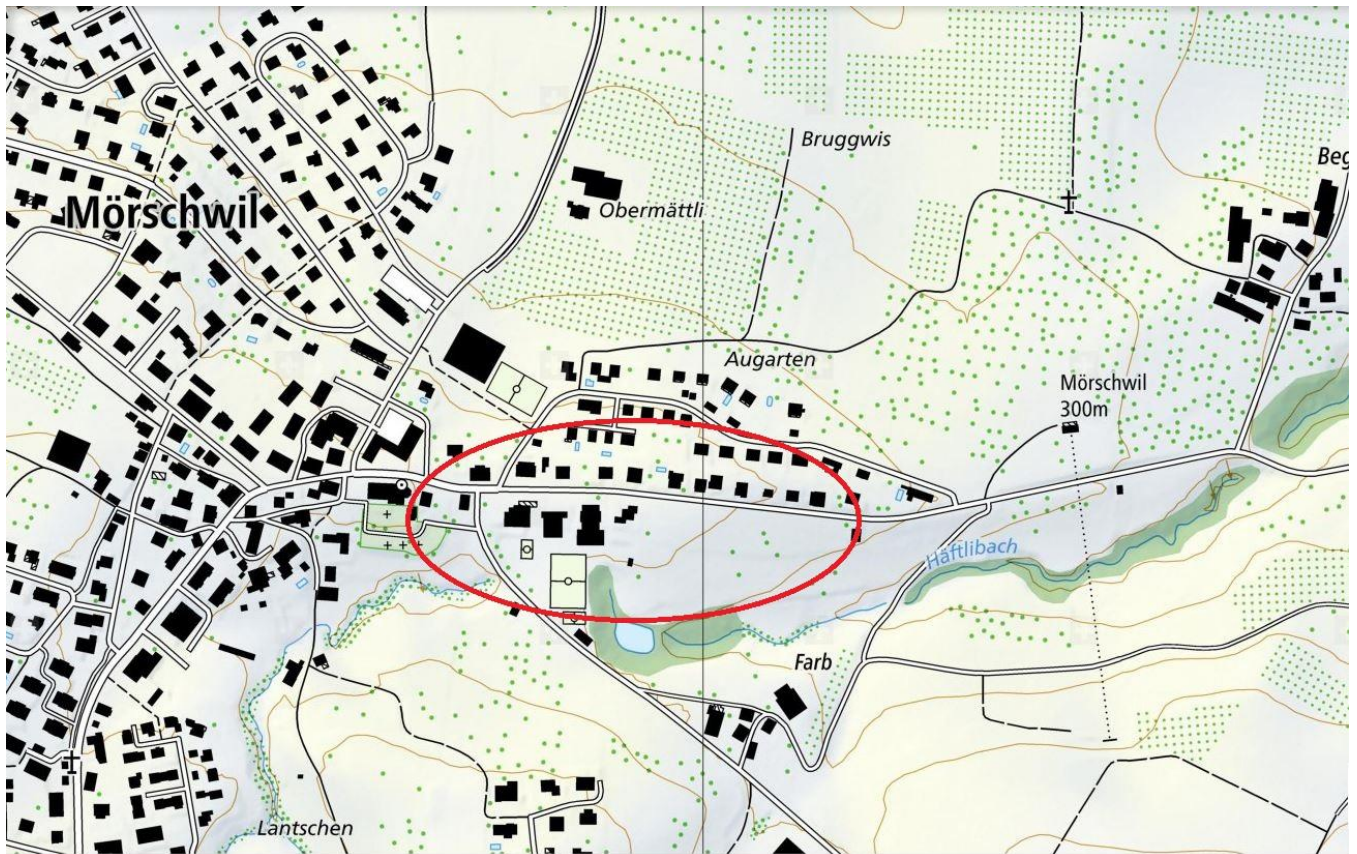 Bruggwis
Beg
Mörschwil
Obermättli
Augarten
Mörschwil
300m
Häftlibach
Farb
Lantschen